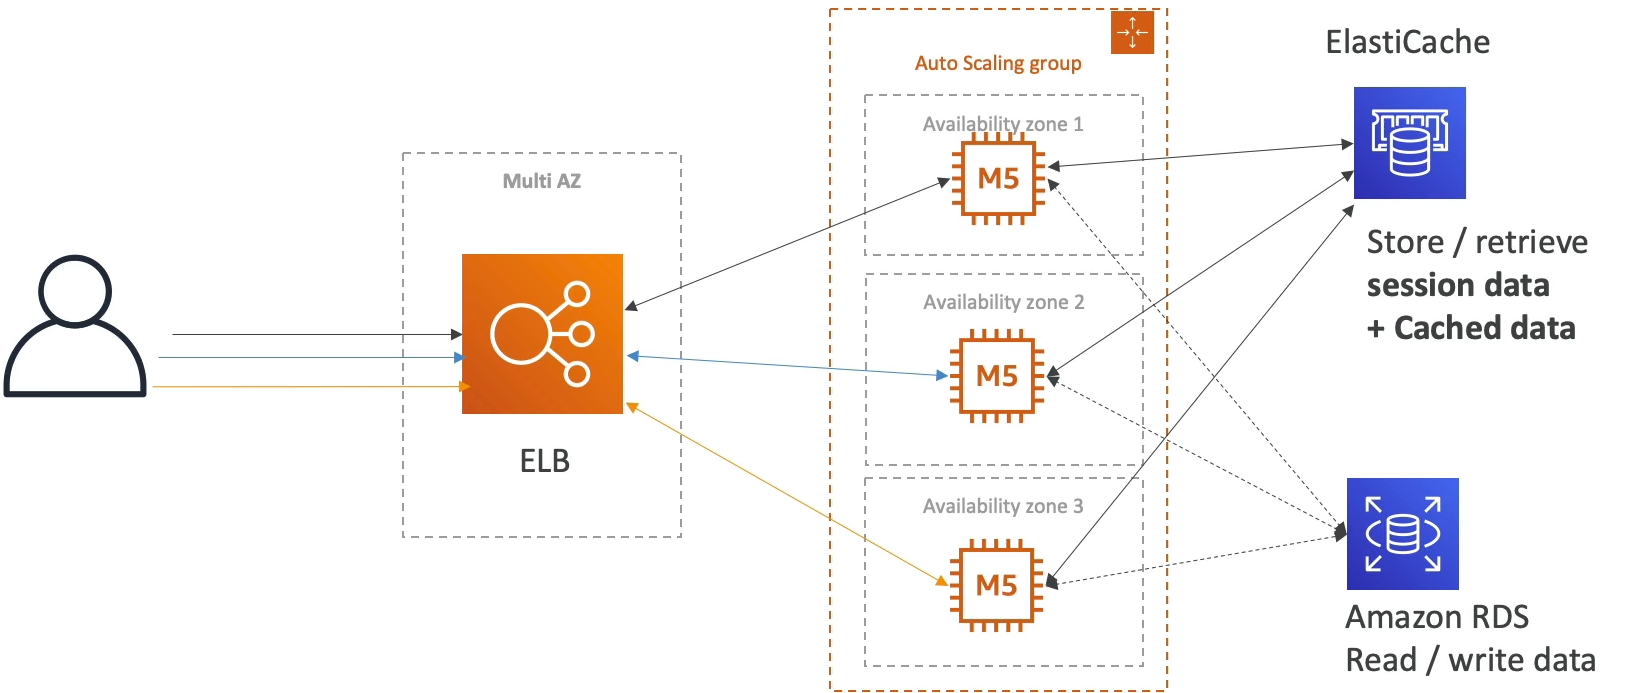 ElastiCache
Auto Scaling group
Availability zone 1
M5
Multi AZ
Store / retrieve
session data
+ Cached data
Availability zone 2
M5
ELB
Availability zone 3
M5
Amazon RDS
Read / write data